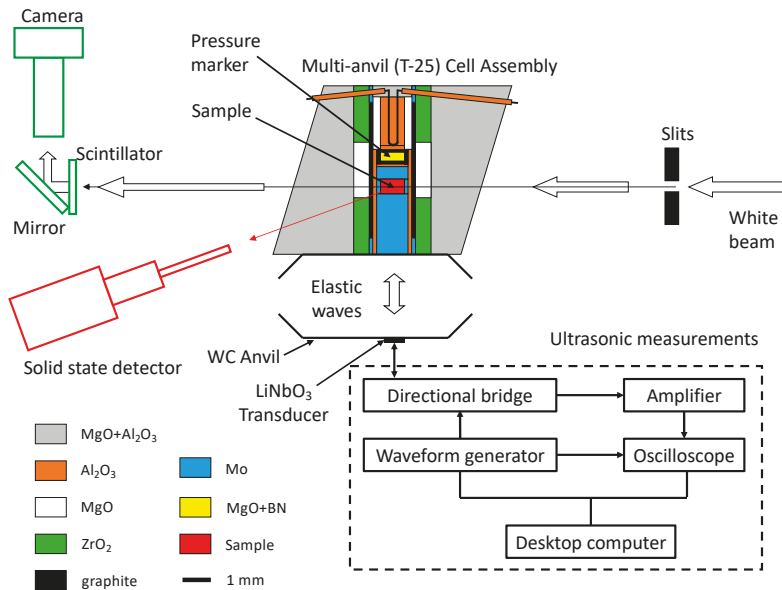 Camera
Pressure
marker
Multi-anvil (T-25) Cell Assembly
Sample
Slits
Scintillator
Mirror
White
beam
Elastic
waves
Solid state detector
WC Anvil
LiNbO₃
Transducer
Ultrasonic measurements
Directional bridge
Amplifier
Waveform generator
Oscilloscope
Desktop computer
MgO+Al₂O₃
Al₂O₃
Mo
MgO
MgO+BN
ZrO₂
Sample
graphite
1 mm